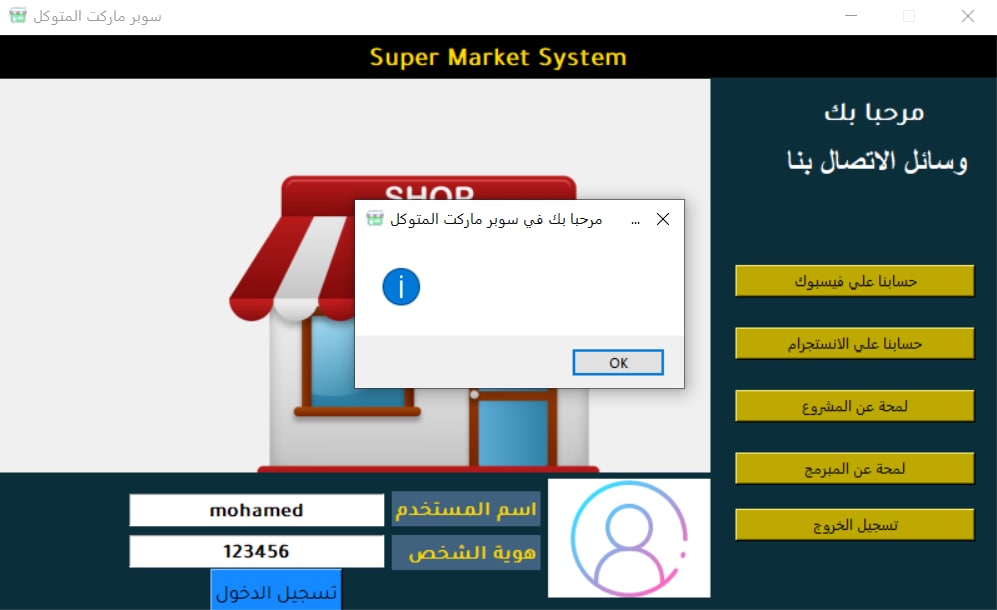 سوبر ماركت المتوكل
Super Market System
مرحبا بك
وسائل الاتصال بنا
SHOP
مرحبا بك في سوبر ماركت المتوكل ...
OK
حسابنا علي فيسبوك
حسابنا علي الانستجرام
لمحة عن المشروع
لمحة عن المبرمج
تسجيل الخروج
اسم المستخدم
mohamed
هوية الشخص
123456
تسجيل الدخول